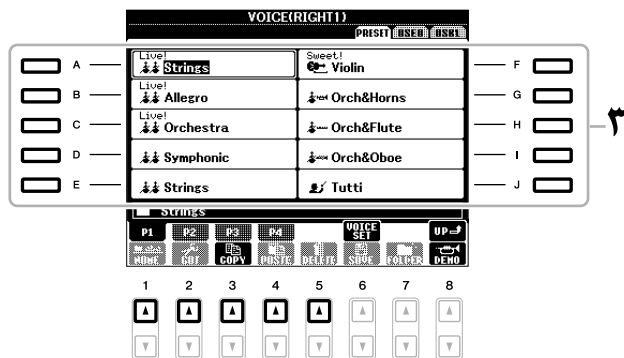 VOICE(RIGHT1)
PRESET USER USB1
A Live! Strings Sweet! Violin F
B Live! Allegro Orch&Horns G
C Live! Orchestra Orch&Flute H
D Symphonic Orch&Oboe I
E Strings Tutti J
٣
Strings
P1 P2 P3 P4 VOICE SET UP
NAME CUT COPY PASTE DELETE SAVE FOLDER DEMO
1 2 3 4 5 6 7 8